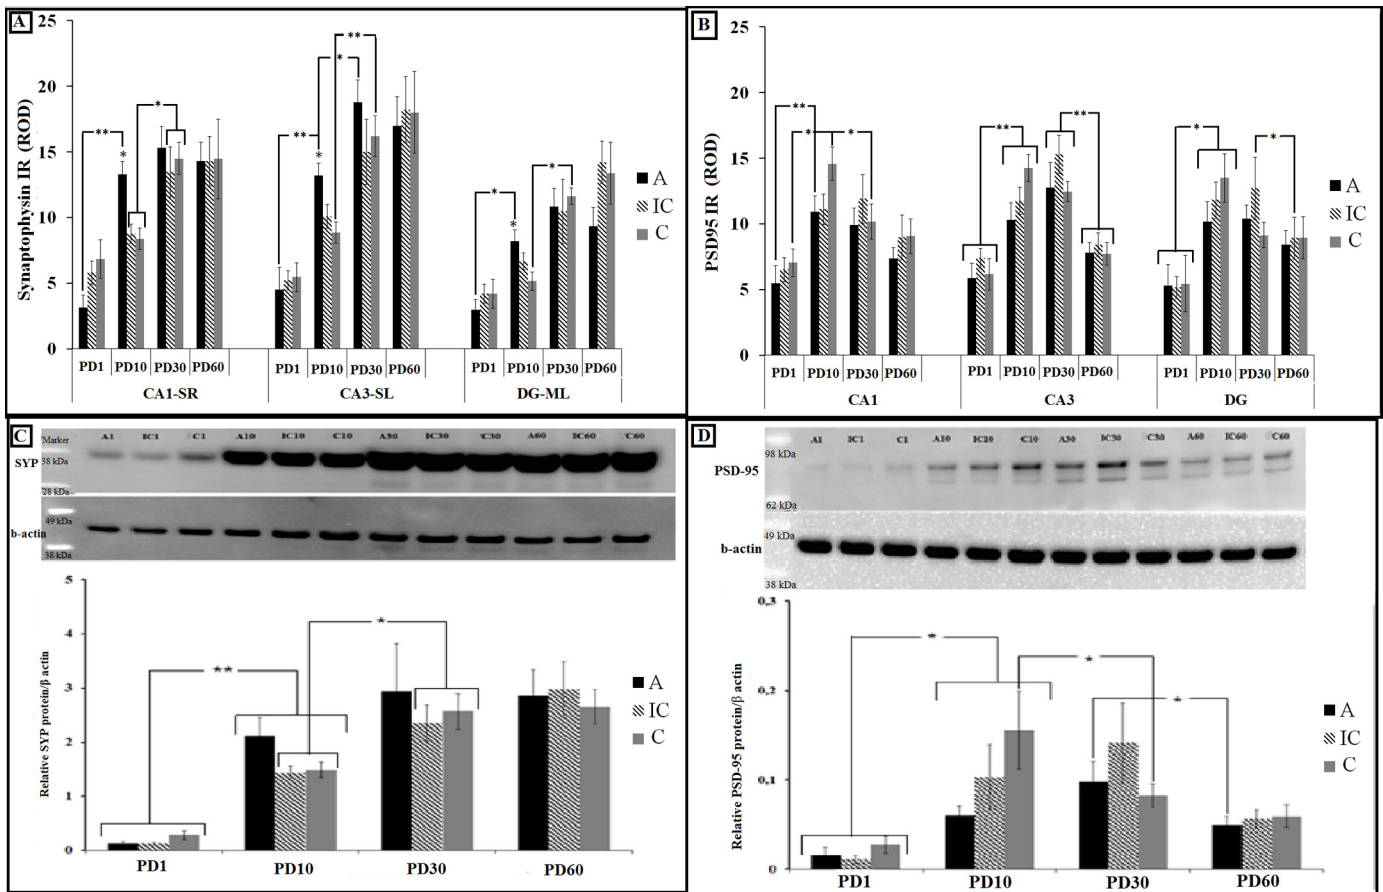 A
Synaptophysin IR (ROD)
25
20
15
10
5
0
** * * ** * * ** * * *
PD1 PD10 PD30 PD60 PD1 PD10 PD30 PD60 PD1 PD10 PD30 PD60
CA1-SR CA3-SL DG-ML
A
IC
C
B
PSD95 IR (ROD)
25
20
15
10
5
0
** * * ** ** * *
PD1 PD10 PD30 PD60 PD1 PD10 PD30 PD60 PD1 PD10 PD30 PD60
CA1 CA3 DG
A
IC
C
C
Marker A1 IC1 C1 A10 IC10 C10 A30 IC30 C30 A60 IC60 C60
SYP 38 kDa
28 kDa
49 kDa
b-actin
38 kDa
Relative SYP protein/β actin
5
4
3
2
1
0
** *
PD1 PD10 PD30 PD60
A
IC
C
D
A1 IC1 C1 A10 IC10 C10 A30 IC30 C30 A60 IC60 C60
98 kDa
PSD-95
62 kDa
49 kDa
b-actin
38 kDa
Relative PSD-95 protein/β actin
0,3
0,2
0,1
0
* * *
PD1 PD10 PD30 PD60
A
IC
C